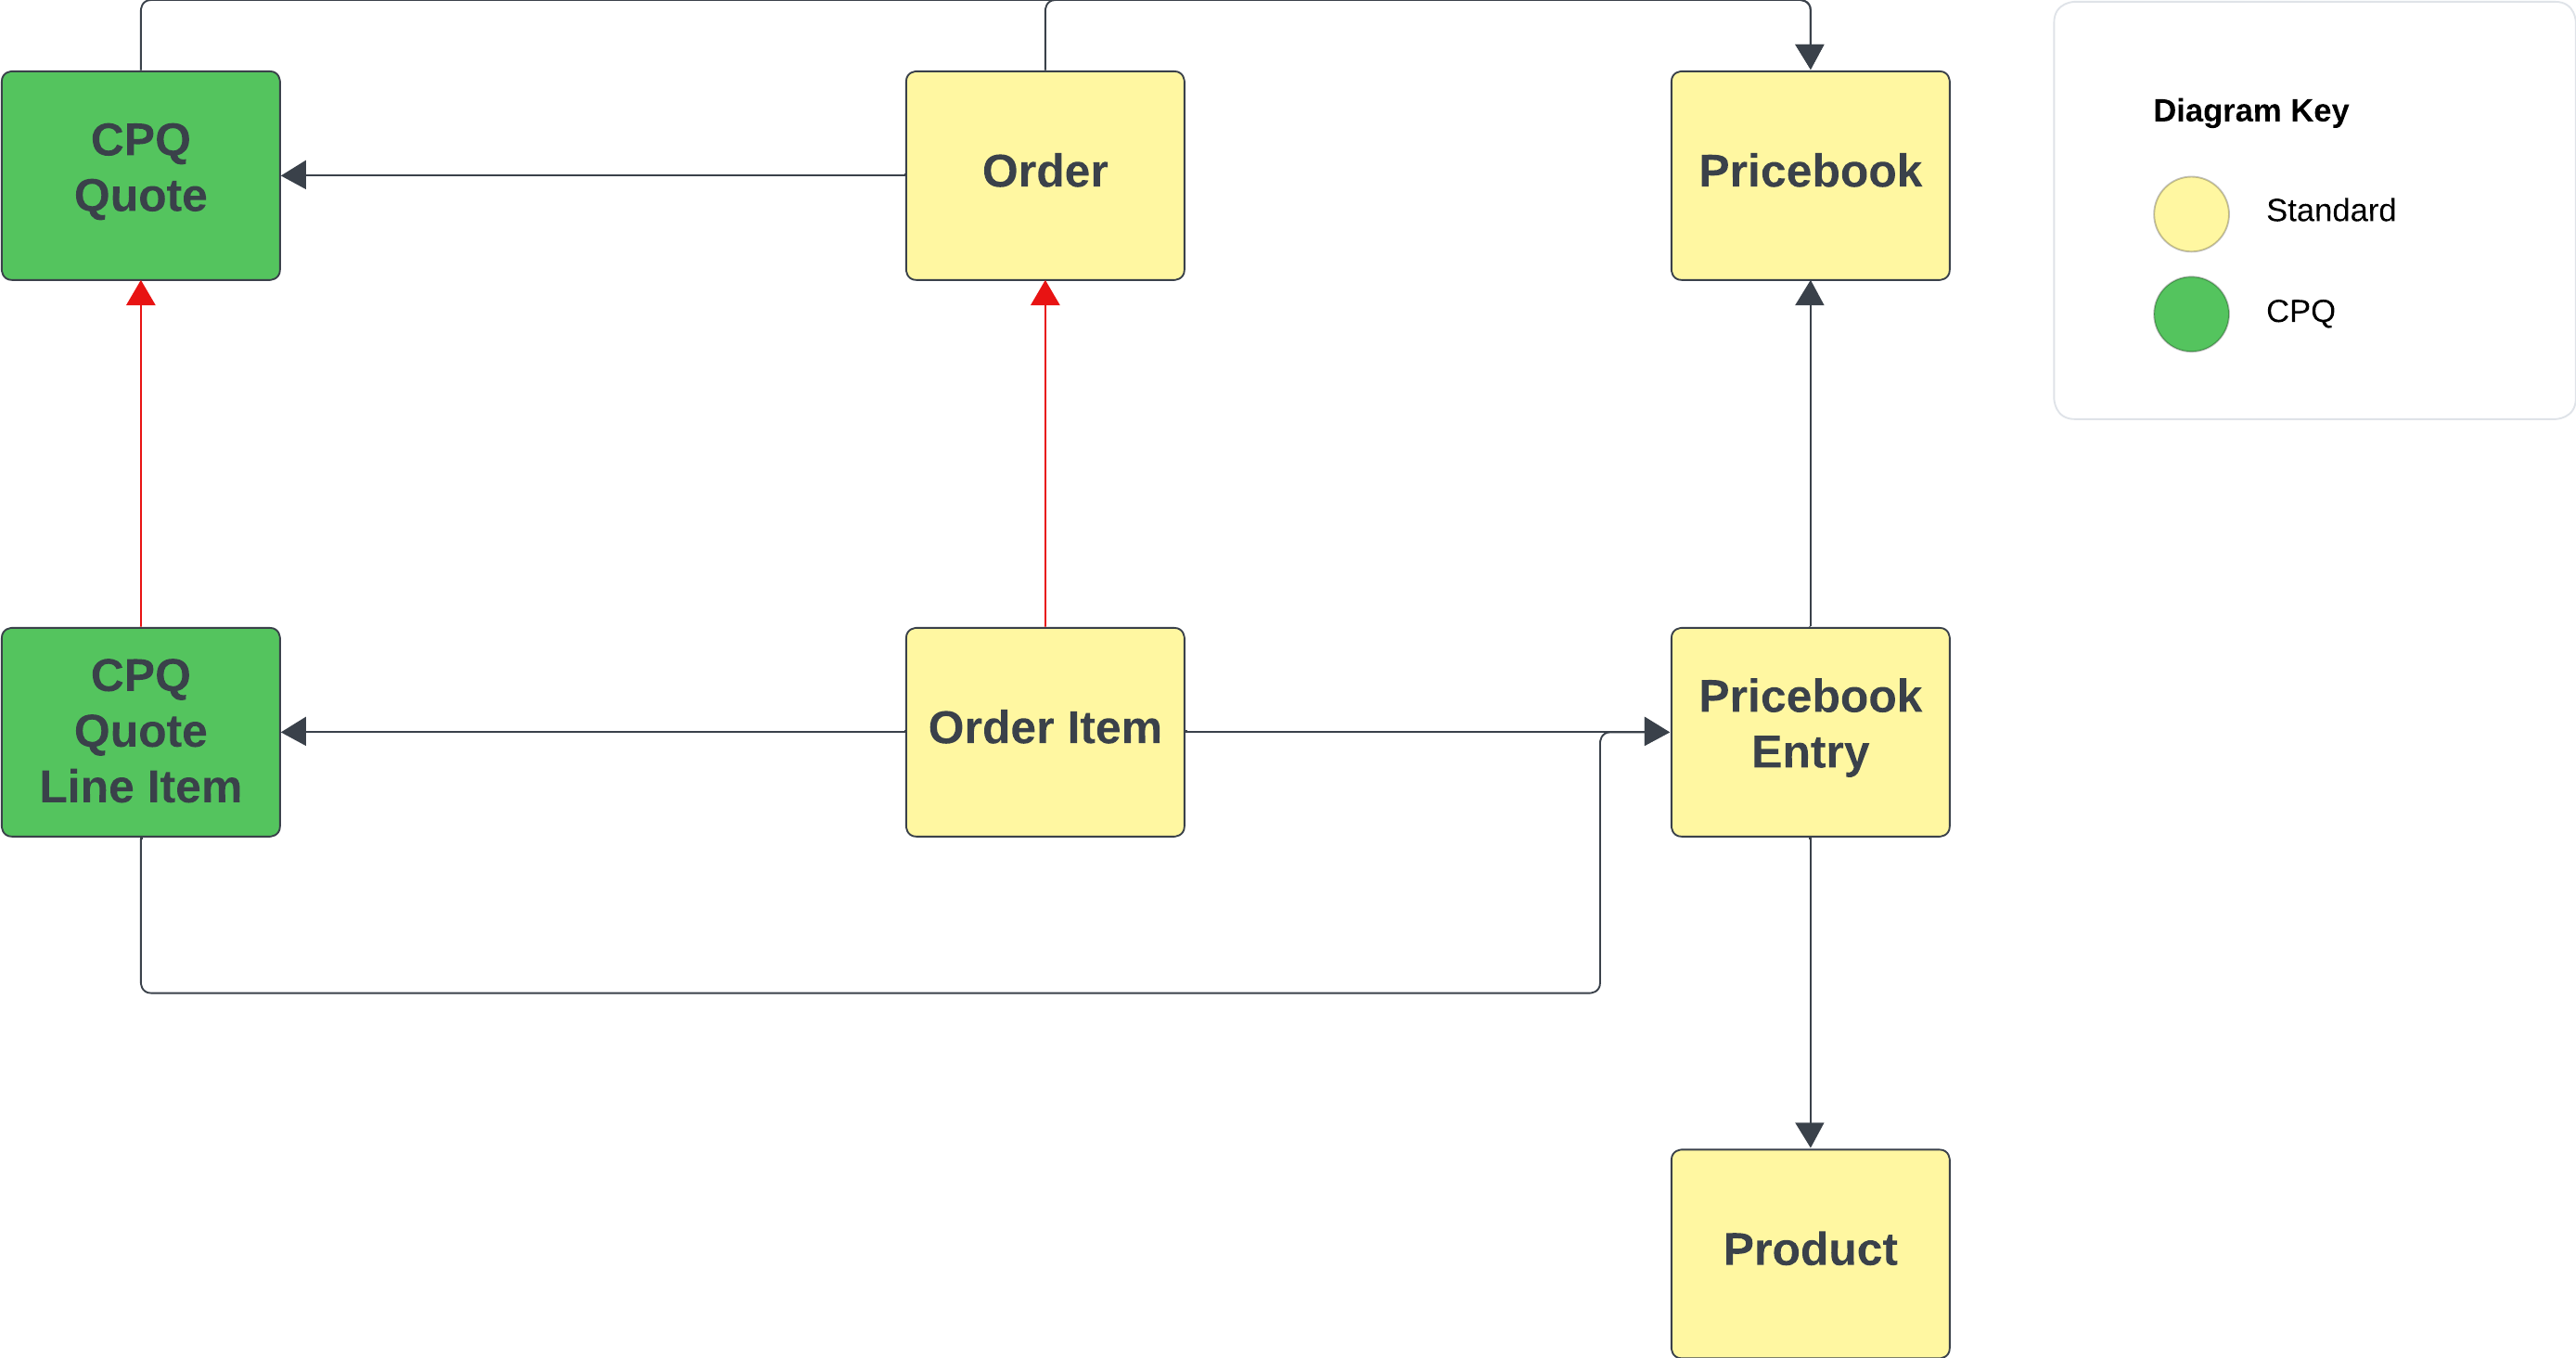 CPQ
Quote
Order
Pricebook
Diagram Key
Standard
CPQ
CPQ
Quote
Line Item
Order Item
Pricebook
Entry
Product